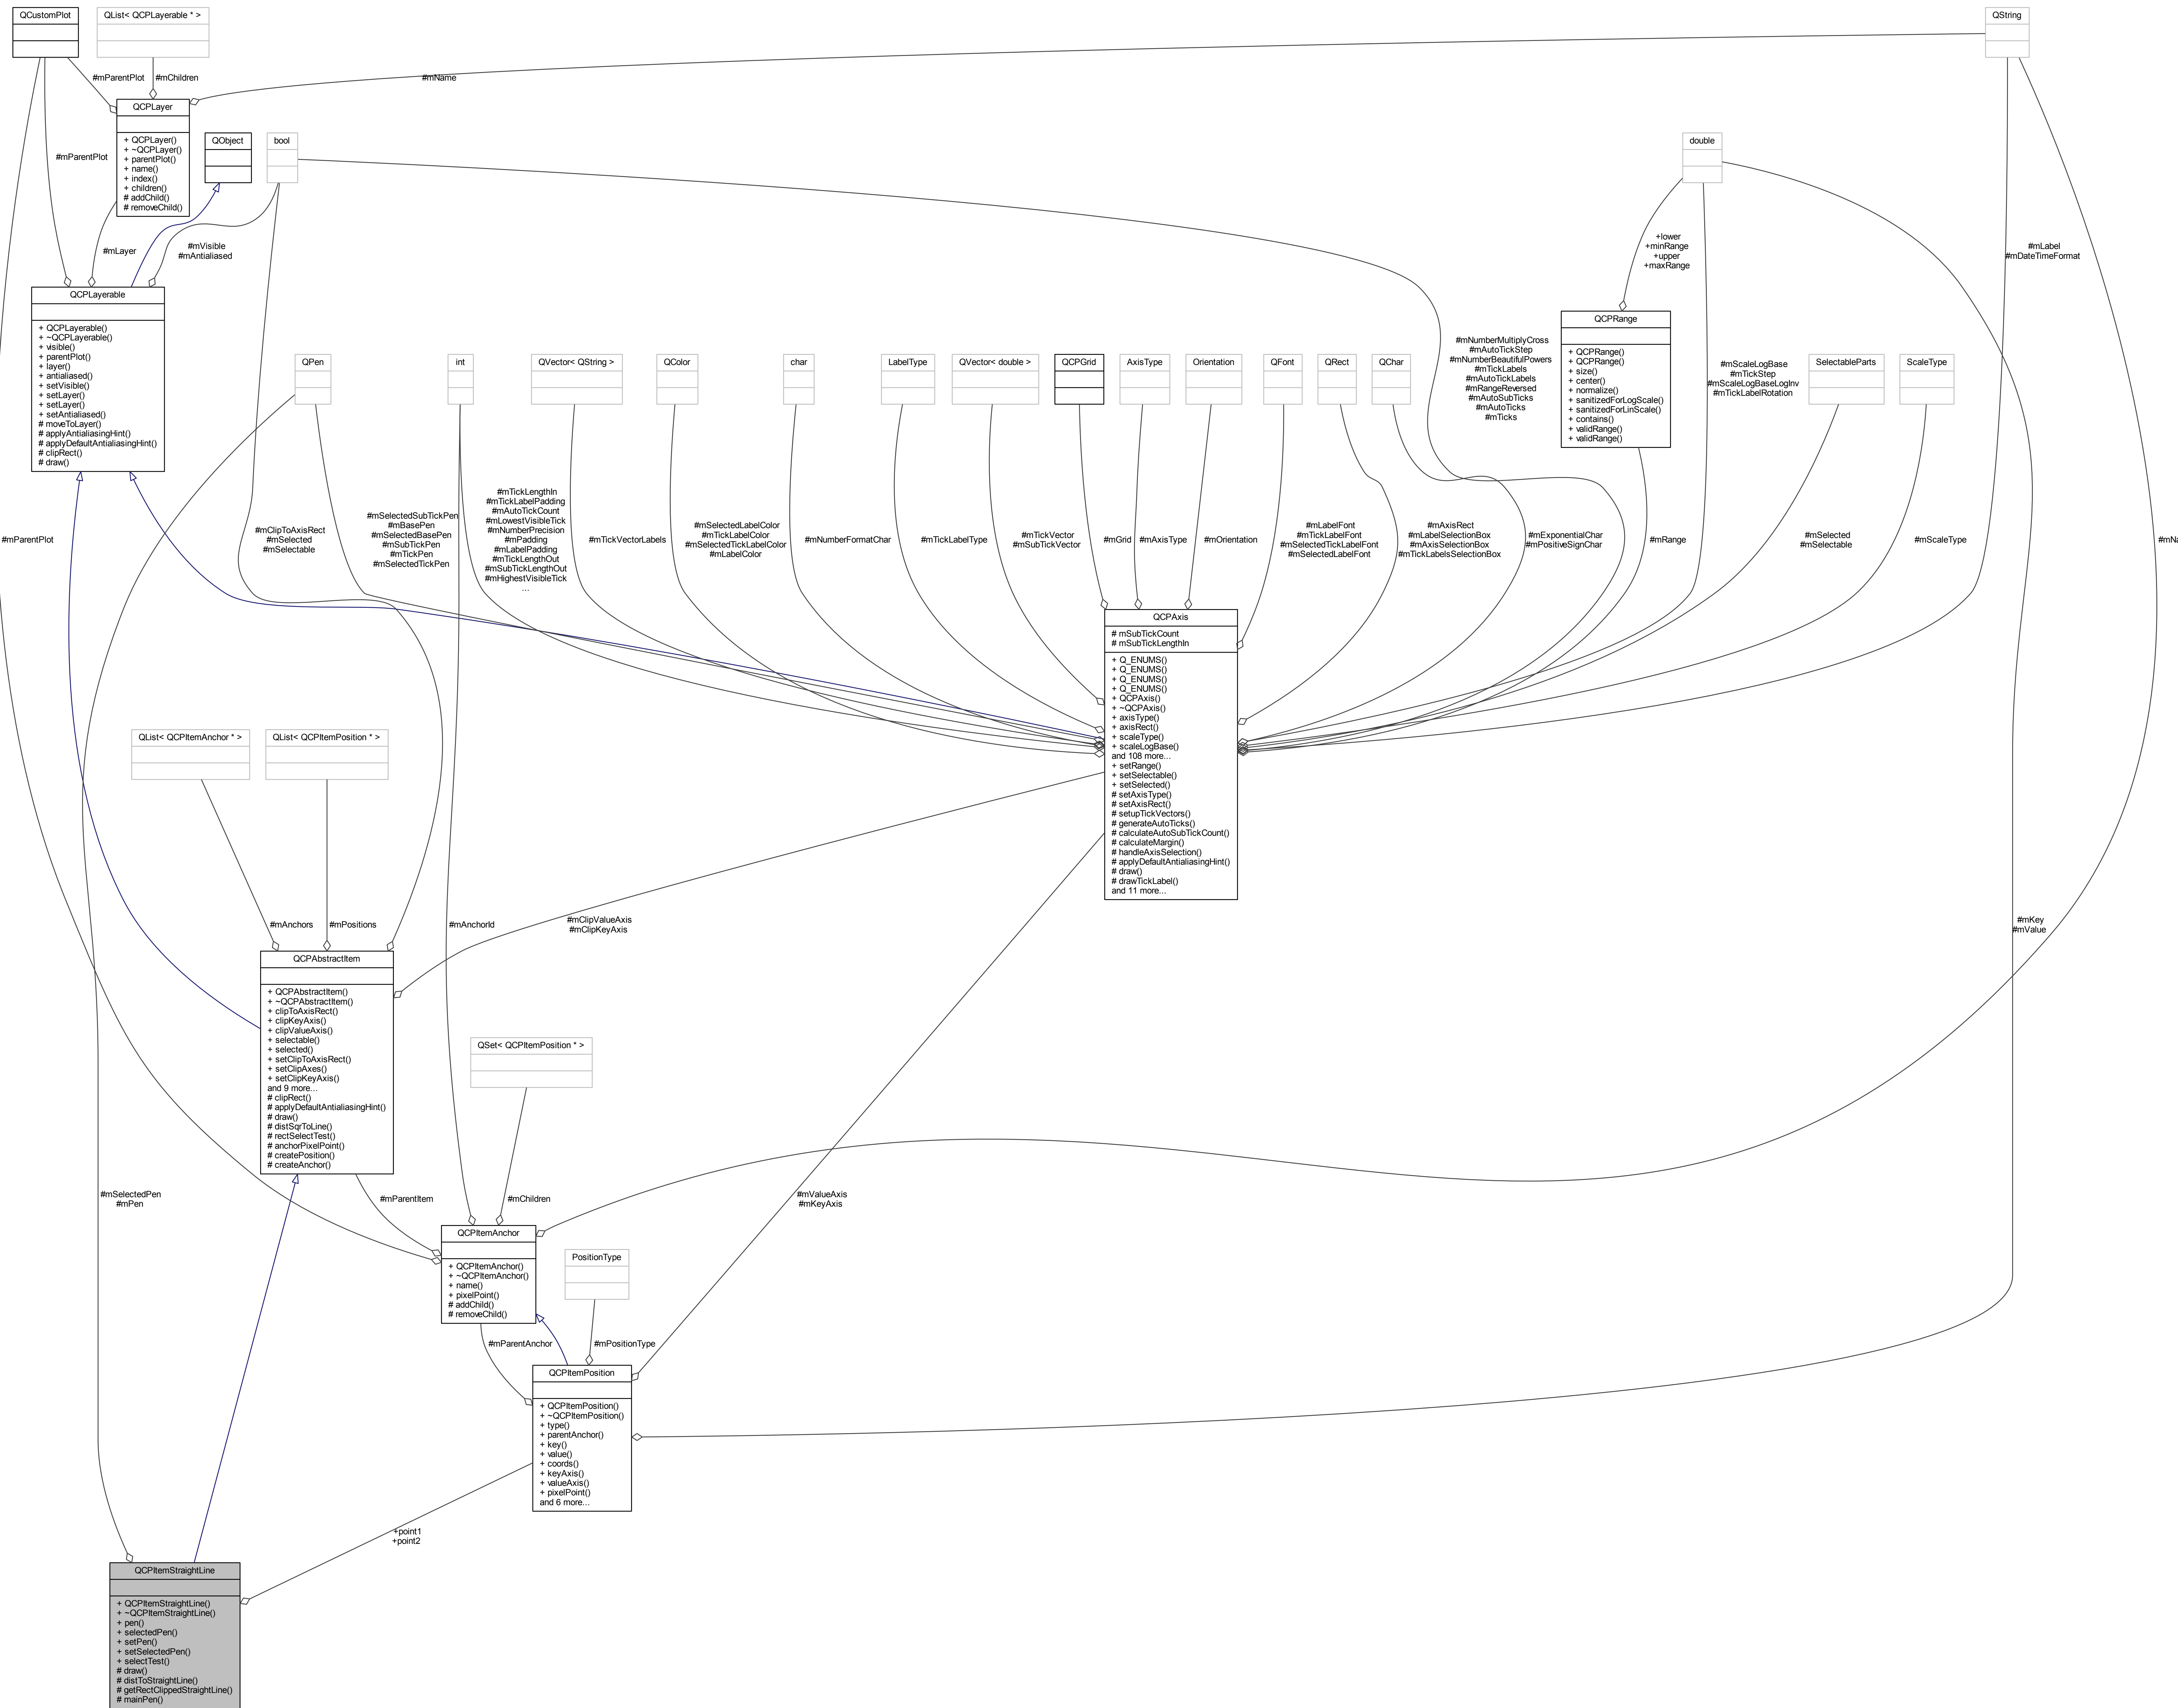 QCustomPlot
QList< QCPLayerable * >
QString
#mParentPlot
#mChildren
#mName
QCPLayer
+ QCPLayer()
+ ~QCPLayer()
+ parentPlot()
+ name()
+ index()
+ children()
# addChild()
# removeChild()
QObject
bool
double
#mParentPlot
#mLayer
#mVisible
#mAntialiased
+lower
+minRange
+upper
+maxRange
#mLabel
#mDateTimeFormat
QCPLayerable
+ QCPLayerable()
+ ~QCPLayerable()
+ visible()
+ parentPlot()
+ layer()
+ antialiased()
+ setVisible()
+ setLayer()
+ setLayer()
+ setAntialiased()
# moveToLayer()
# applyAntialiasingHint()
# applyDefaultAntialiasingHint()
# clipRect()
# draw()
QPen
int
QVector< QString >
QColor
char
LabelType
QVector< double >
QCPGrid
AxisType
Orientation
QFont
QRect
QChar
#mNumberMultiplyCross
#mAutoTickStep
#mNumberBeautifulPowers
#mTickLabels
#mAutoTickLabels
#mRangeReversed
#mAutoSubTicks
#mAutoTicks
#mTicks
QCPRange
+ QCPRange()
+ QCPRange()
+ size()
+ center()
+ normalize()
+ sanitizedForLogScale()
+ sanitizedForLinScale()
+ contains()
+ validRange()
+ validRange()
#mScaleLogBase
#mTickStep
#mScaleLogBaseLogInv
#mTickLabelRotation
SelectableParts
ScaleType
#mParentPlot
#mClipToAxisRect
#mSelected
#mSelectable
#mSelectedSubTickPen
#mBasePen
#mSelectedBasePen
#mSubTickPen
#mTickPen
#mSelectedTickPen
#mTickLengthIn
#mTickLabelPadding
#mAutoTickCount
#mLowestVisibleTick
#mNumberPrecision
#mPadding
#mLabelPadding
#mTickLengthOut
#mSubTickLengthOut
#mHighestVisibleTick
...
#mTickVectorLabels
#mSelectedLabelColor
#mTickLabelColor
#mSelectedTickLabelColor
#mLabelColor
#mNumberFormatChar
#mTickLabelType
#mTickVector
#mSubTickVector
#mGrid
#mAxisType
#mOrientation
#mLabelFont
#mTickLabelFont
#mSelectedTickLabelFont
#mSelectedLabelFont
#mAxisRect
#mLabelSelectionBox
#mAxisSelectionBox
#mTickLabelsSelectionBox
#mExponentialChar
#mPositiveSignChar
#mRange
#mSelected
#mSelectable
#mScaleType
QCPAxis
# mSubTickCount
# mSubTickLengthIn
+ Q_ENUMS()
+ Q_ENUMS()
+ Q_ENUMS()
+ Q_ENUMS()
+ QCPAxis()
+ ~QCPAxis()
+ axisType()
+ axisRect()
+ scaleType()
+ scaleLogBase()
and 108 more...
+ setRange()
+ setSelectable()
+ setSelected()
# setAxisType()
# setAxisRect()
# setupTickVectors()
# generateAutoTicks()
# calculateAutoSubTickCount()
# calculateMargin()
# handleAxisSelection()
# applyDefaultAntialiasingHint()
# draw()
# drawTickLabel()
and 11 more...
QList< QCPItemAnchor * >
QList< QCPItemPosition * >
#mAnchors
#mPositions
#mAnchorId
#mClipValueAxis
#mClipKeyAxis
#mKey
#mValue
QCPAbstractItem
+ QCPAbstractItem()
+ ~QCPAbstractItem()
+ clipToAxisRect()
+ clipKeyAxis()
+ clipValueAxis()
+ selectable()
+ selected()
+ setClipToAxisRect()
+ setClipAxes()
+ setClipKeyAxis()
and 9 more...
# clipRect()
# applyDefaultAntialiasingHint()
# draw()
# distSqrToLine()
# rectSelectTest()
# anchorPixelPoint()
# createPosition()
# createAnchor()
QSet< QCPItemPosition * >
#mSelectedPen
#mPen
#mParentItem
#mChildren
#mValueAxis
#mKeyAxis
QCPItemAnchor
+ QCPItemAnchor()
+ ~QCPItemAnchor()
+ name()
+ pixelPoint()
# addChild()
# removeChild()
PositionType
#mParentAnchor
#mPositionType
QCPItemPosition
+ QCPItemPosition()
+ ~QCPItemPosition()
+ type()
+ parentAnchor()
+ key()
+ value()
+ coords()
+ keyAxis()
+ valueAxis()
+ pixelPoint()
and 6 more...
+point1
+point2
QCPItemStraightLine
+ QCPItemStraightLine()
+ ~QCPItemStraightLine()
+ pen()
+ selectedPen()
+ setPen()
+ setSelectedPen()
+ selectTest()
# draw()
# distToStraightLine()
# getRectClippedStraightLine()
# mainPen()